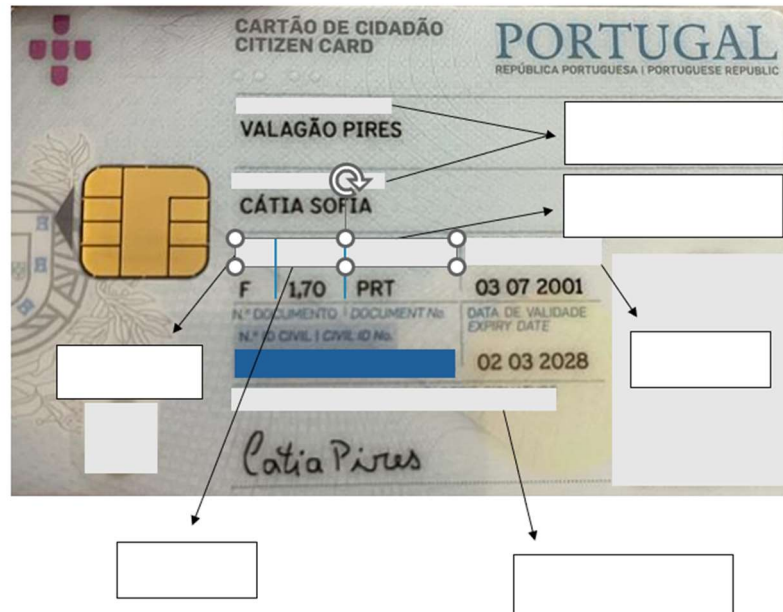 CARTÃO DE CIDADÃO
CITIZEN CARD
PORTUGAL
REPÚBLICA PORTUGUESA | PORTUGUESE REPUBLIC
VALAGÃO PIRES
CÁTIA SOFIA
F 1,70 PRT 03 07 2001
N.º DOCUMENTO | DOCUMENT No. DATA DE VALIDADE
EXPIRY DATE
N.º ID CIVIL | CIVIL ID No.
02 03 2028
Catia Pires